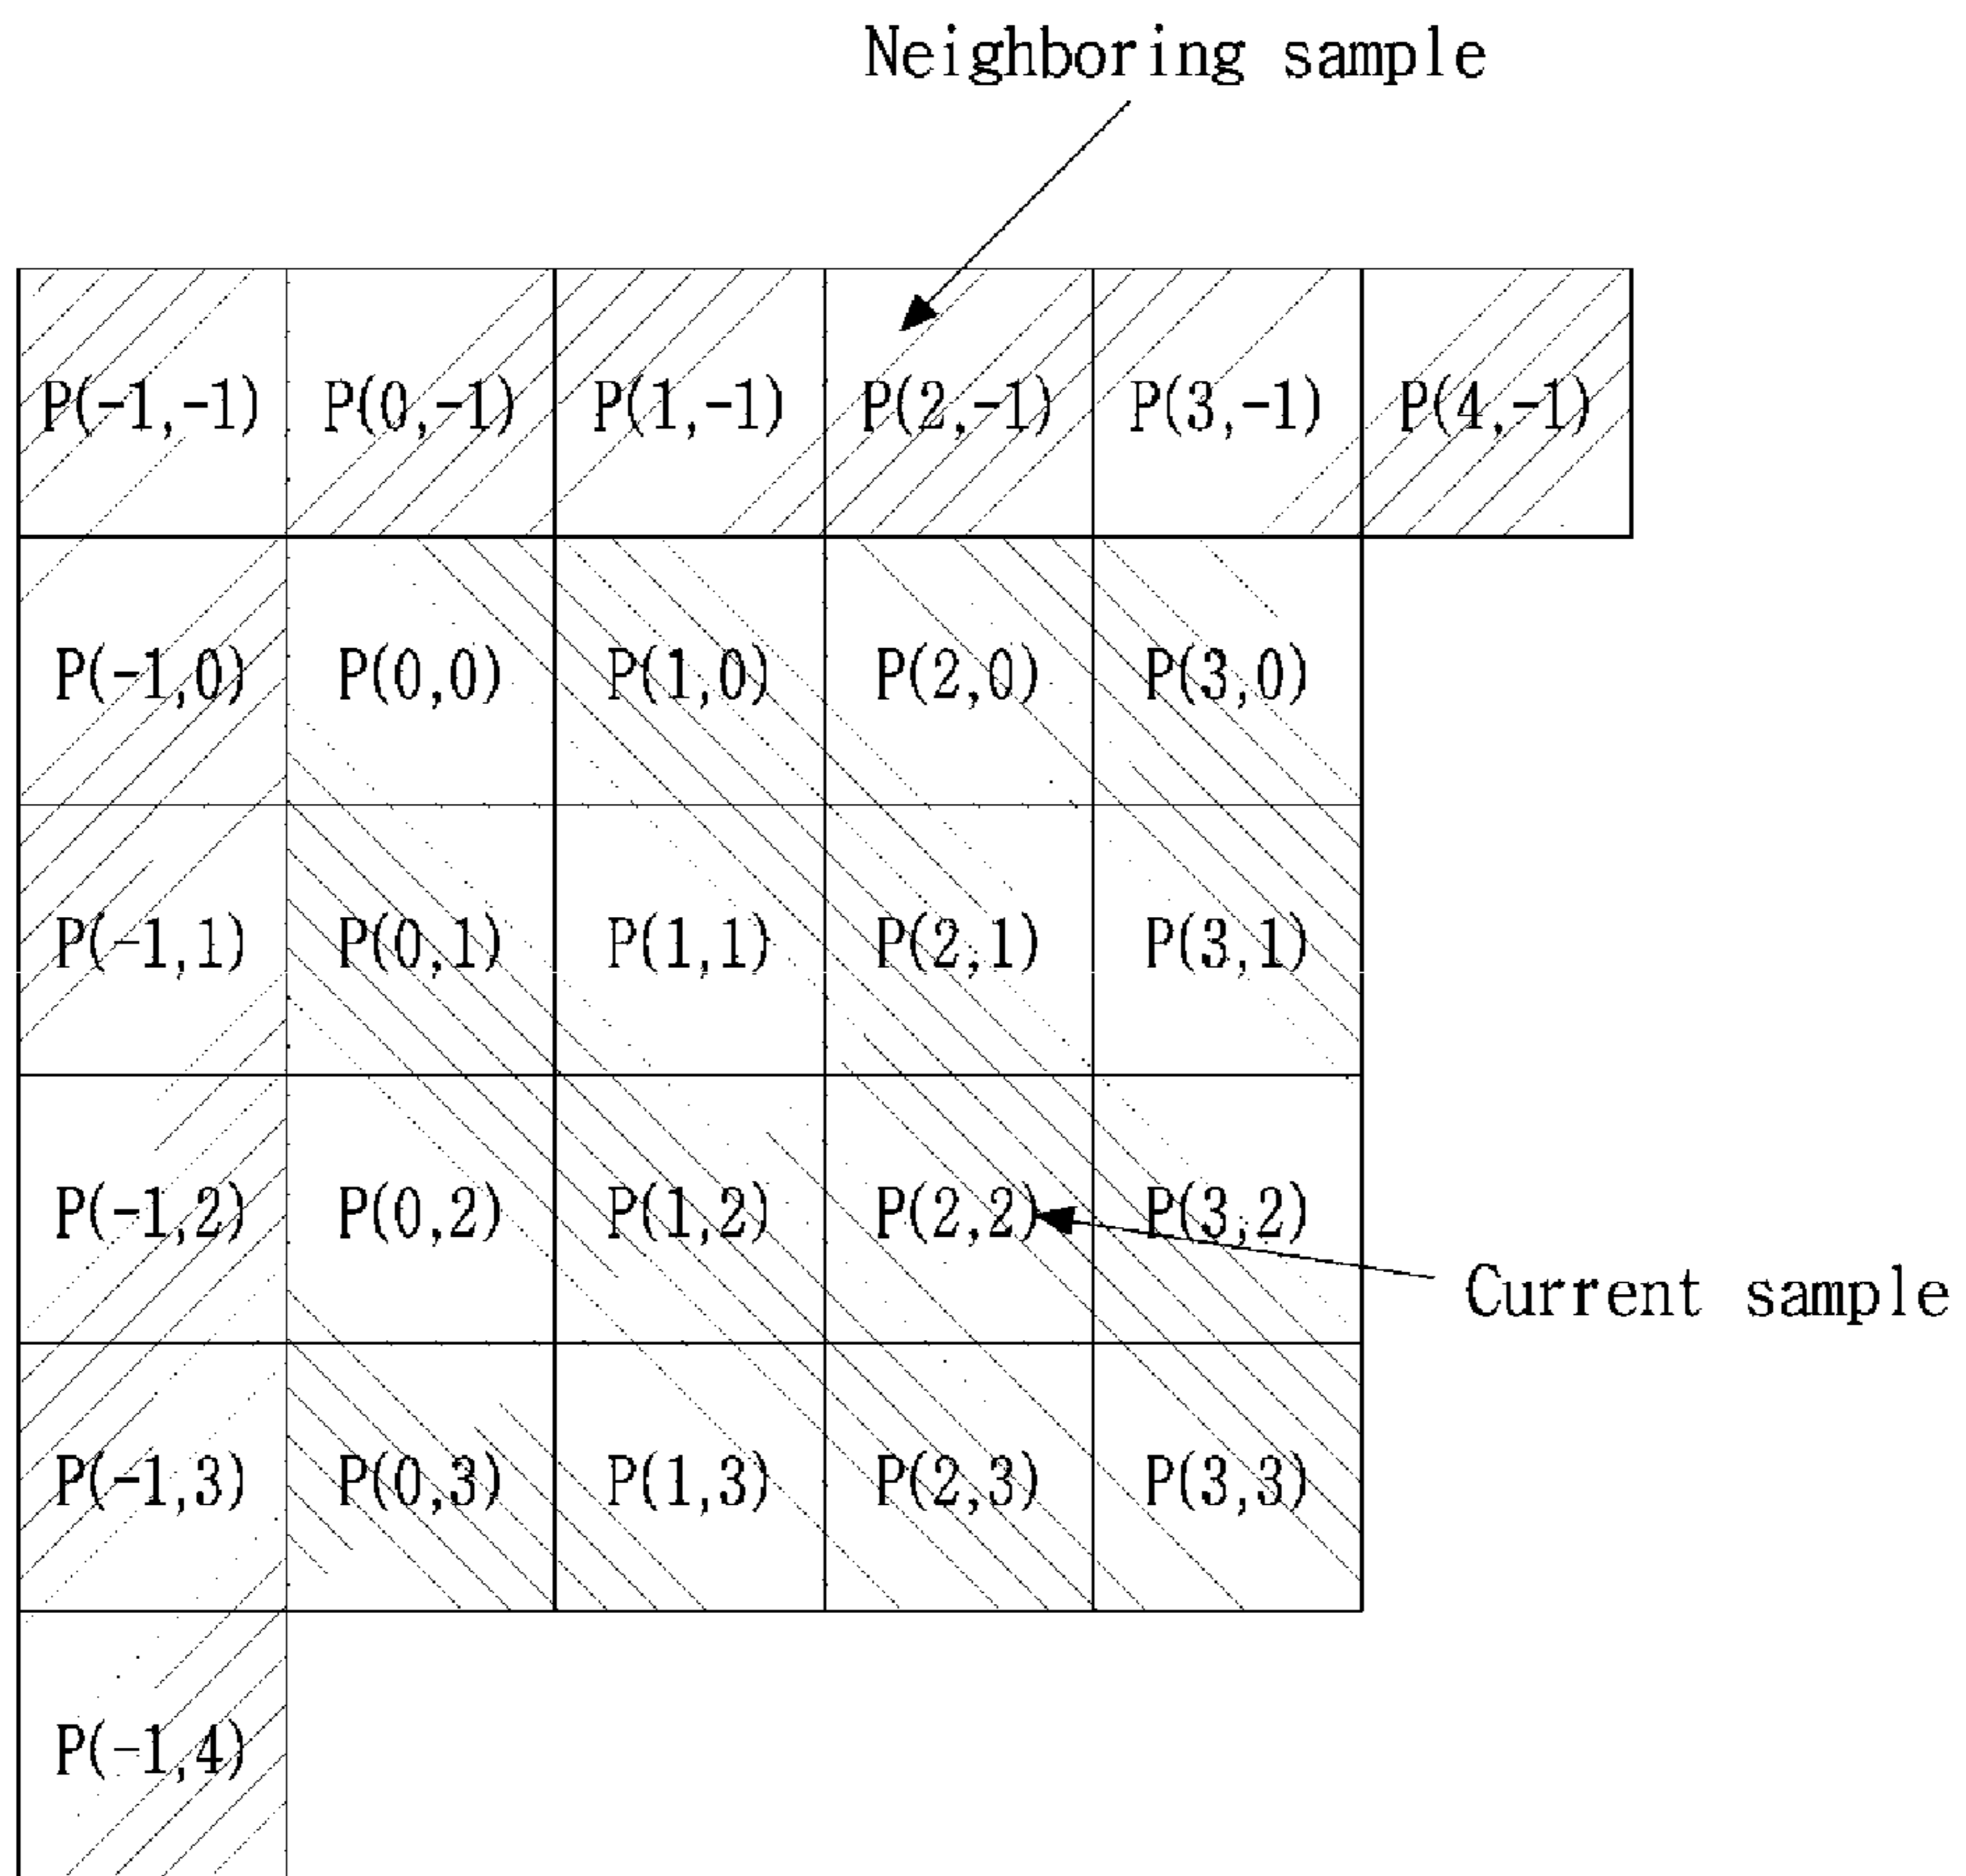 Neighboring sample
P(-1,-1) P(0,-1) P(1,-1) P(2,-1) P(3,-1) P(4,-1)
P(-1,0) P(0,0) P(1,0) P(2,0) P(3,0)
P(-1,1) P(0,1) P(1,1) P(2,1) P(3,1)
P(-1,2) P(0,2) P(1,2) P(2,2) P(3,2)
Current sample
P(-1,3) P(0,3) P(1,3) P(2,3) P(3,3)
P(-1,4)